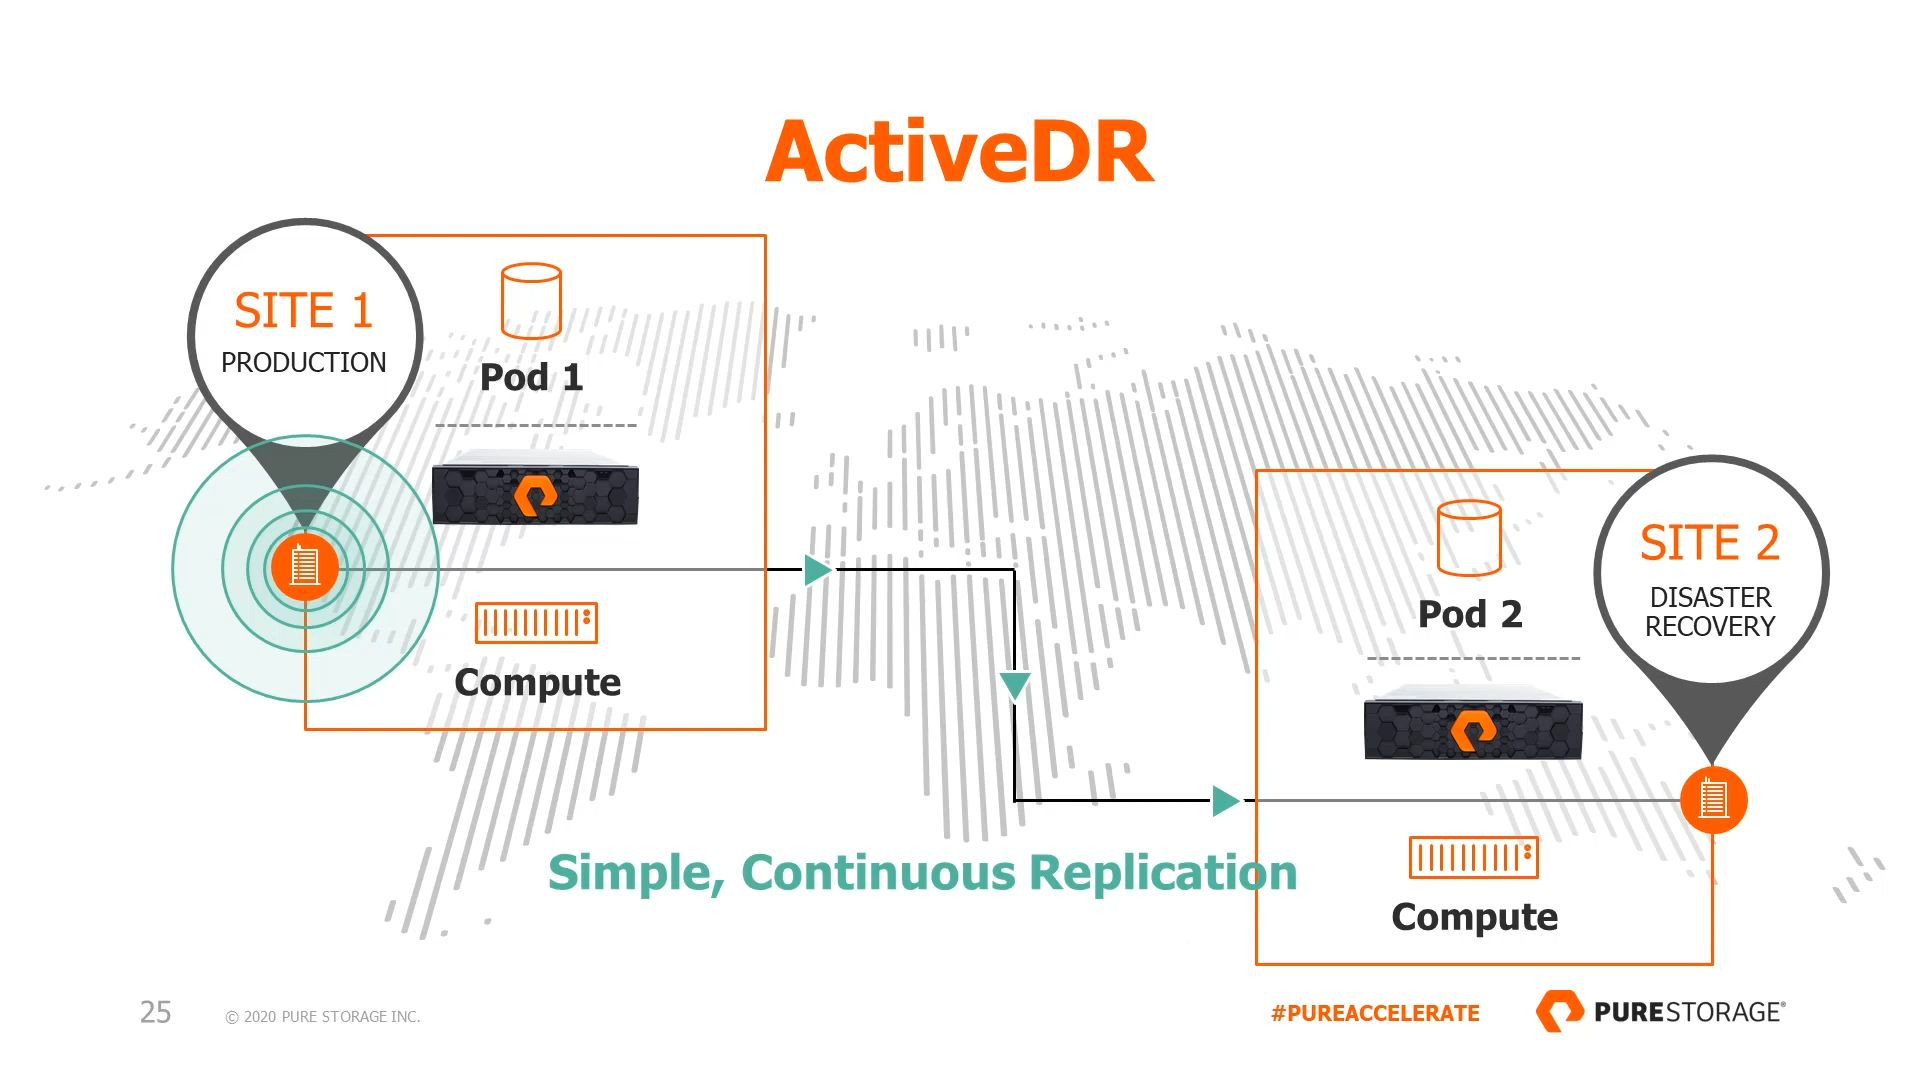 ActiveDR
SITE 1
PRODUCTION
Pod 1
Compute
SITE 2
DISASTER
RECOVERY
Pod 2
Compute
Simple, Continuous Replication
25
© 2020 PURE STORAGE INC.
#PUREACCELERATE
PURESTORAGE®